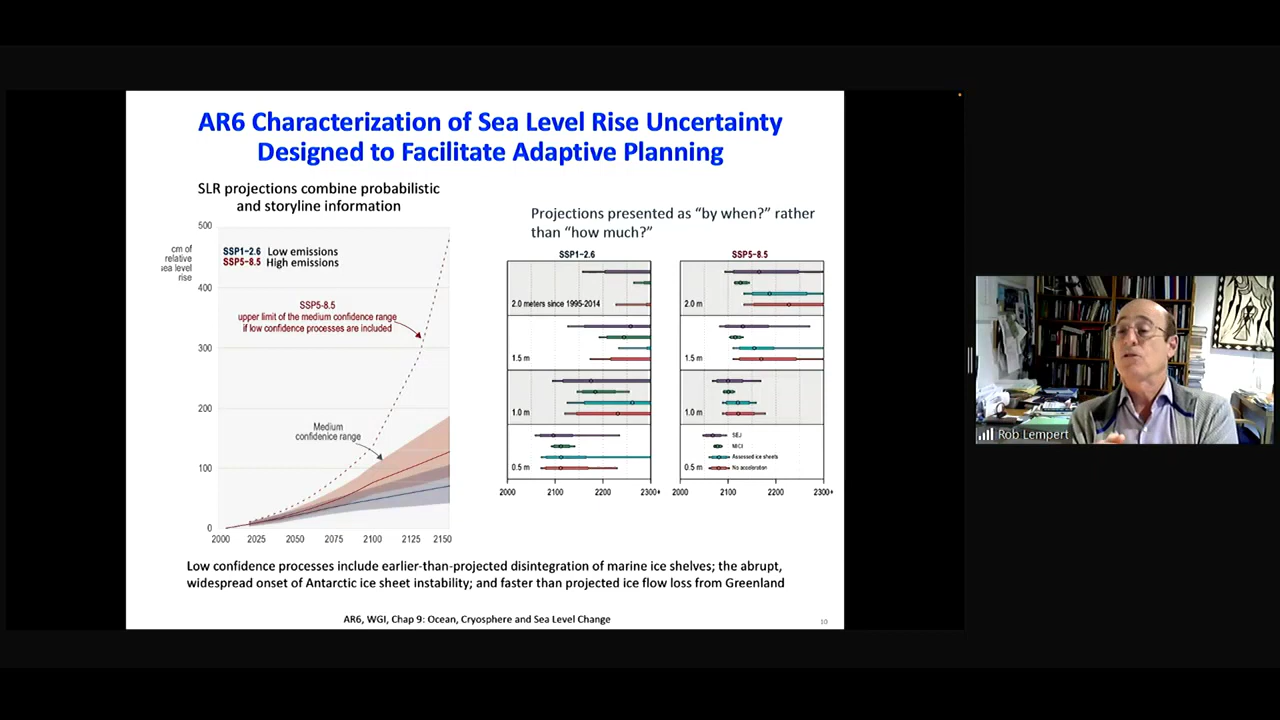 AR6 Characterization of Sea Level Rise Uncertainty
Designed to Facilitate Adaptive Planning
SLR projections combine probabilistic
and storyline information
500
cm of
relative
sea level
rise
SSP1-2.6 Low emissions
SSP5-8.5 High emissions
400
SSP5-8.5
upper limit of the medium confidence range
if low confidence processes are included
300
200
Medium
confidence range
100
0
2000 2025 2050 2075 2100 2125 2150
Projections presented as “by when?” rather
than “how much?”
SSP1-2.6
2.0 meters since 1995-2014
1.5 m
1.0 m
0.5 m
2000 2100 2200 2300+
SSP5-8.5
2.0 m
1.5 m
1.0 m
SEJ
MICI
Assessed ice sheets
0.5 m No acceleration
2000 2100 2200 2300+
Low confidence processes include earlier-than-projected disintegration of marine ice shelves; the abrupt,
widespread onset of Antarctic ice sheet instability; and faster than projected ice flow loss from Greenland
AR6, WGI, Chap 9: Ocean, Cryosphere and Sea Level Change
10
Rob Lempert